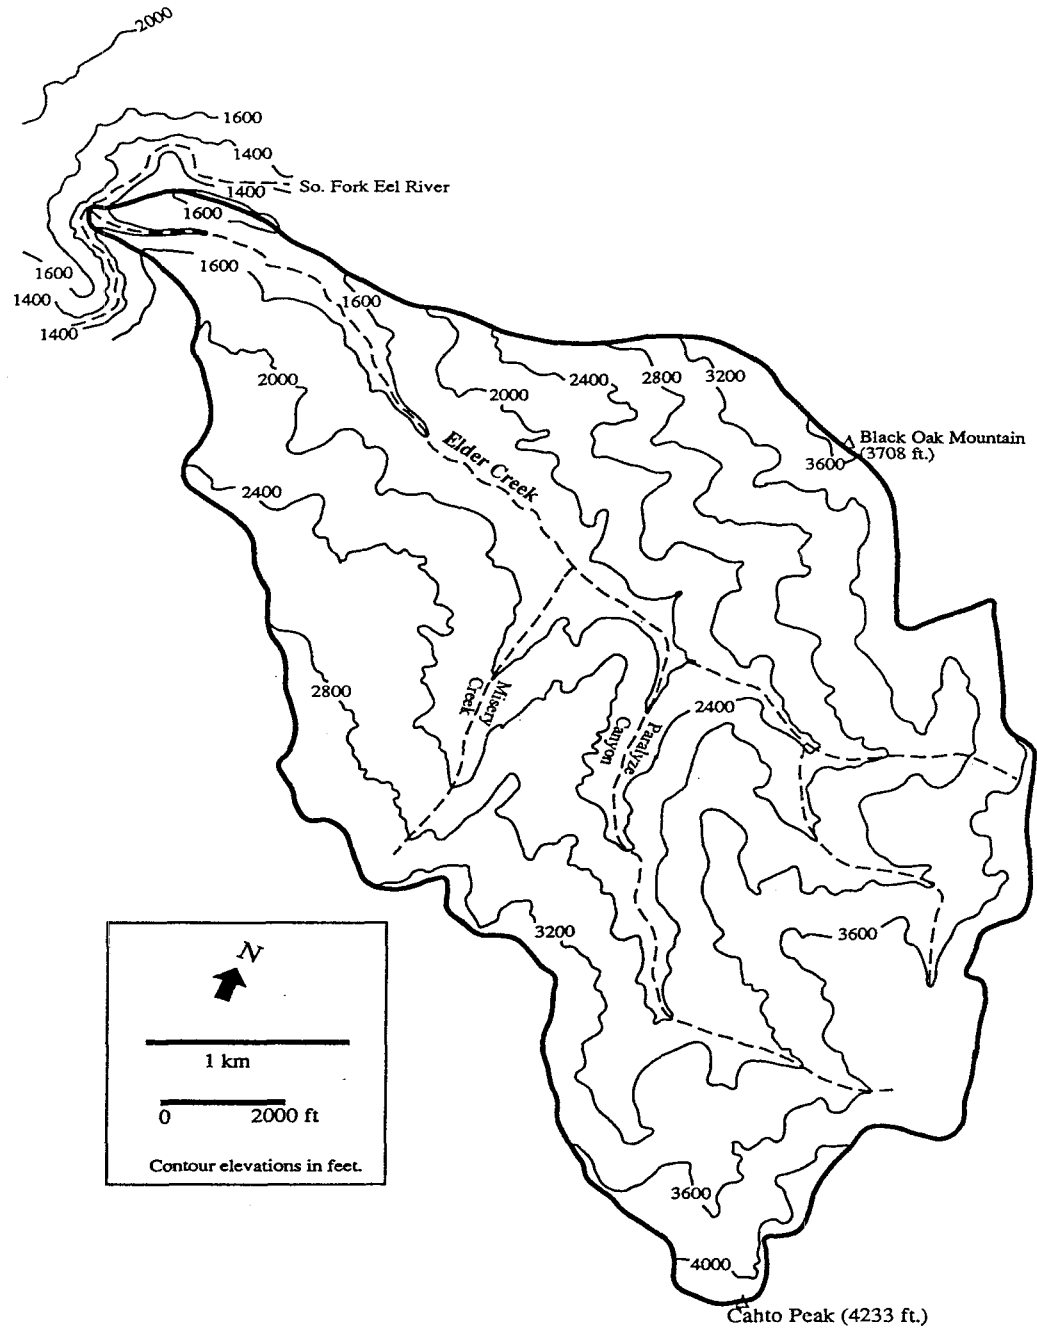 2000
1600
1400
So. Fork Eel River
1400
1600
1600
1600
1400
1400
1600
2000
2400
2800
3200
2000
Black Oak Mountain
(3708 ft.)
3600
Elder Creek
2400
2800
Misery
Creek
2400
Paralyze
Canyon
3200
3600
N
1 km
0 2000 ft
Contour elevations in feet.
3600
4000
Cahto Peak (4233 ft.)